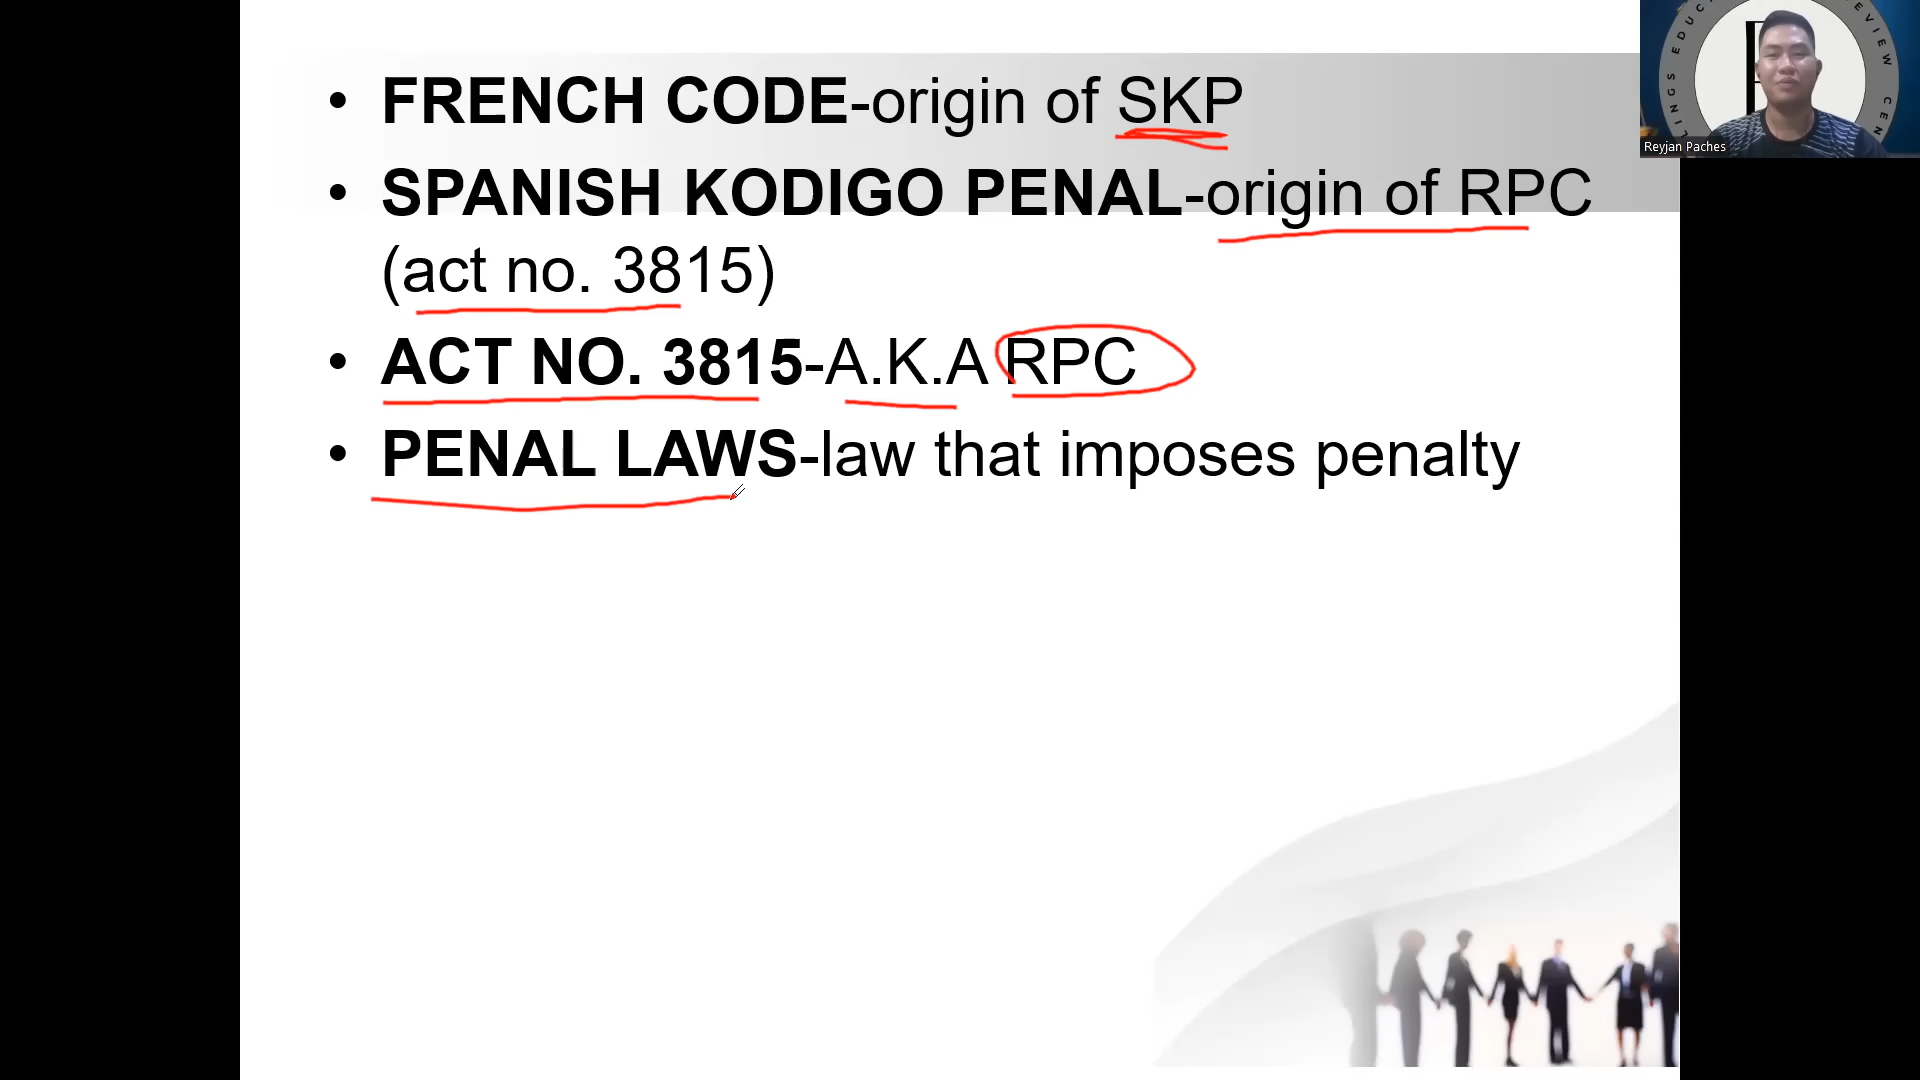 • FRENCH CODE-origin of SKP
• SPANISH KODIGO PENAL-origin of RPC
(act no. 3815)
• ACT NO. 3815-A.K.A RPC
• PENAL LAWS-law that imposes penalty
Reyjan Paches